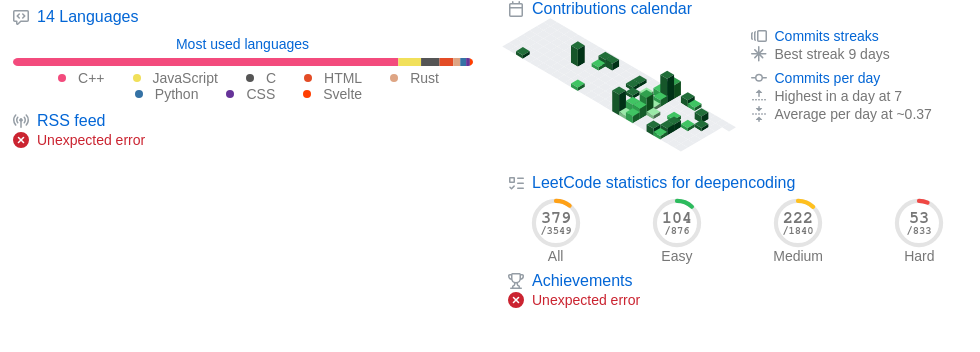 14 Languages
Most used languages
C++ JavaScript C HTML Rust
Python CSS Svelte
RSS feed
Unexpected error
Contributions calendar
Commits streaks
Best streak 9 days
Commits per day
Highest in a day at 7
Average per day at ~0.37
LeetCode statistics for deepencoding
379 104 222 53
/3549 /876 /1840 /833
All Easy Medium Hard
Achievements
Unexpected error